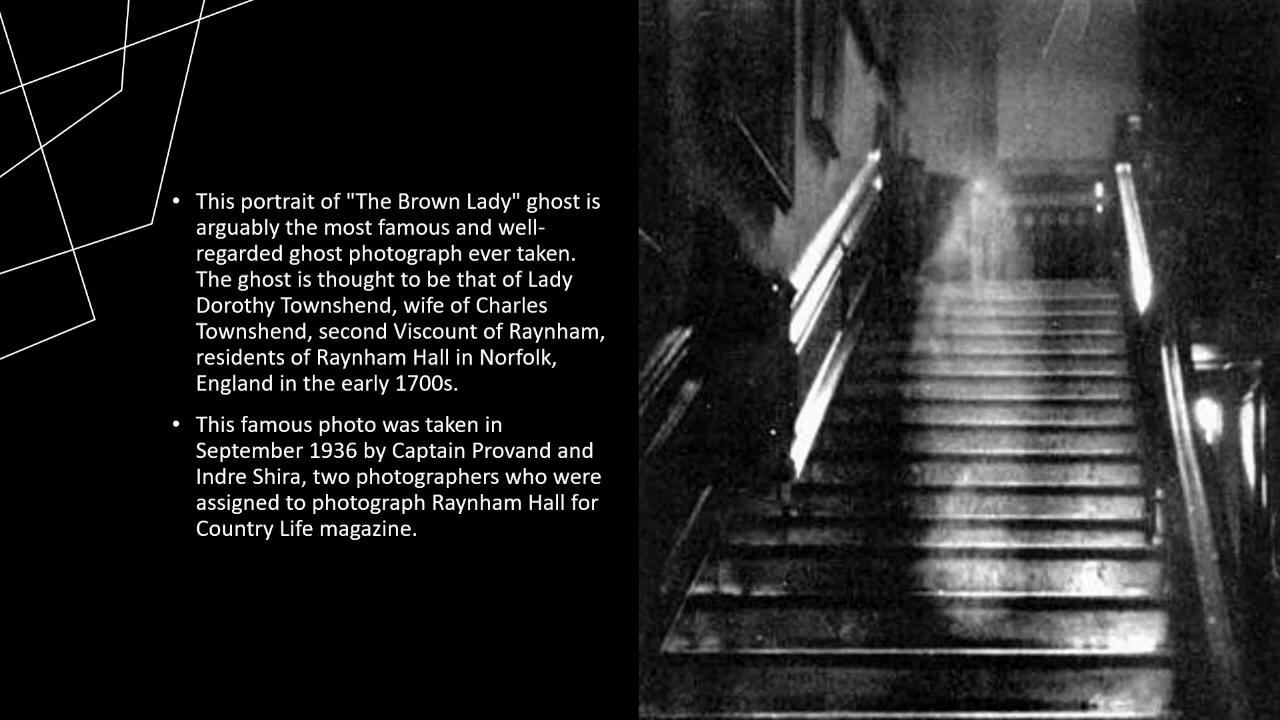 • This portrait of "The Brown Lady" ghost is
arguably the most famous and well-
regarded ghost photograph ever taken.
The ghost is thought to be that of Lady
Dorothy Townshend, wife of Charles
Townshend, second Viscount of Raynham,
residents of Raynham Hall in Norfolk,
England in the early 1700s.
• This famous photo was taken in
September 1936 by Captain Provand and
Indre Shira, two photographers who were
assigned to photograph Raynham Hall for
Country Life magazine.